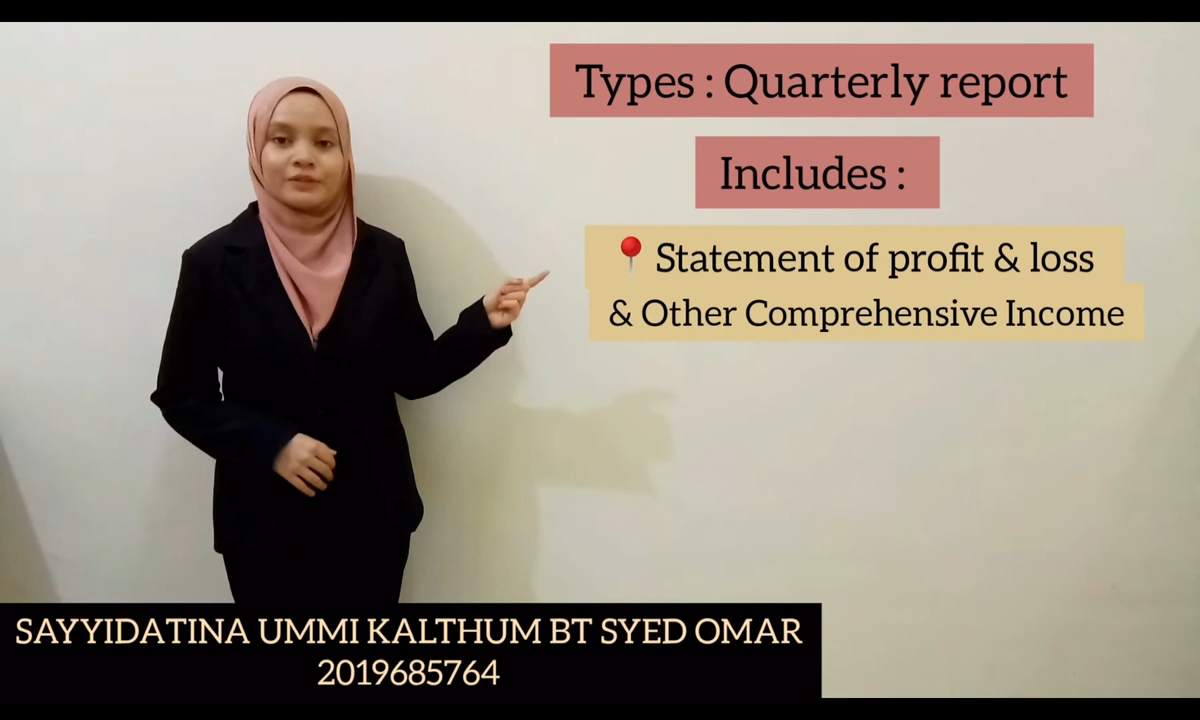 Types : Quarterly report
Includes :
📍 Statement of profit & loss
& Other Comprehensive Income
SAYYIDATINA UMMI KALTHUM BT SYED OMAR
2019685764